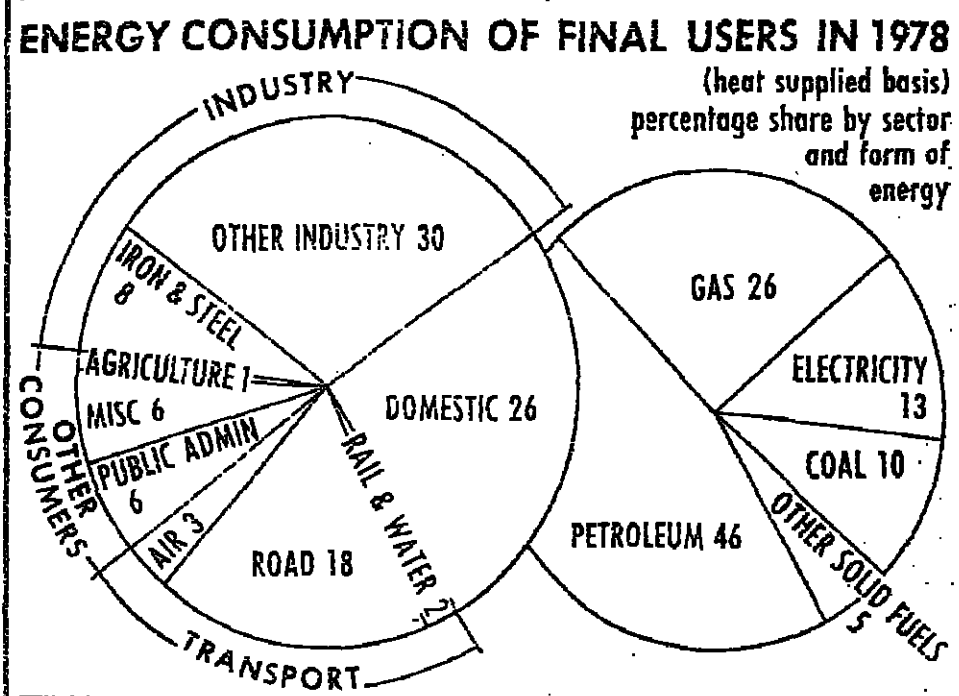 ENERGY CONSUMPTION OF FINAL USERS IN 1978
(heat supplied basis)
percentage share by sector
and form of
energy
INDUSTRY
OTHER INDUSTRY 30
IRON & STEEL
8
AGRICULTURE 1
MISC 6
PUBLIC ADMIN
6
OTHER
CONSUMERS
AIR 3
ROAD 18
RAIL & WATER 2
TRANSPORT
DOMESTIC 26
GAS 26
ELECTRICITY
13
COAL 10
OTHER SOLID FUELS
5
PETROLEUM 46